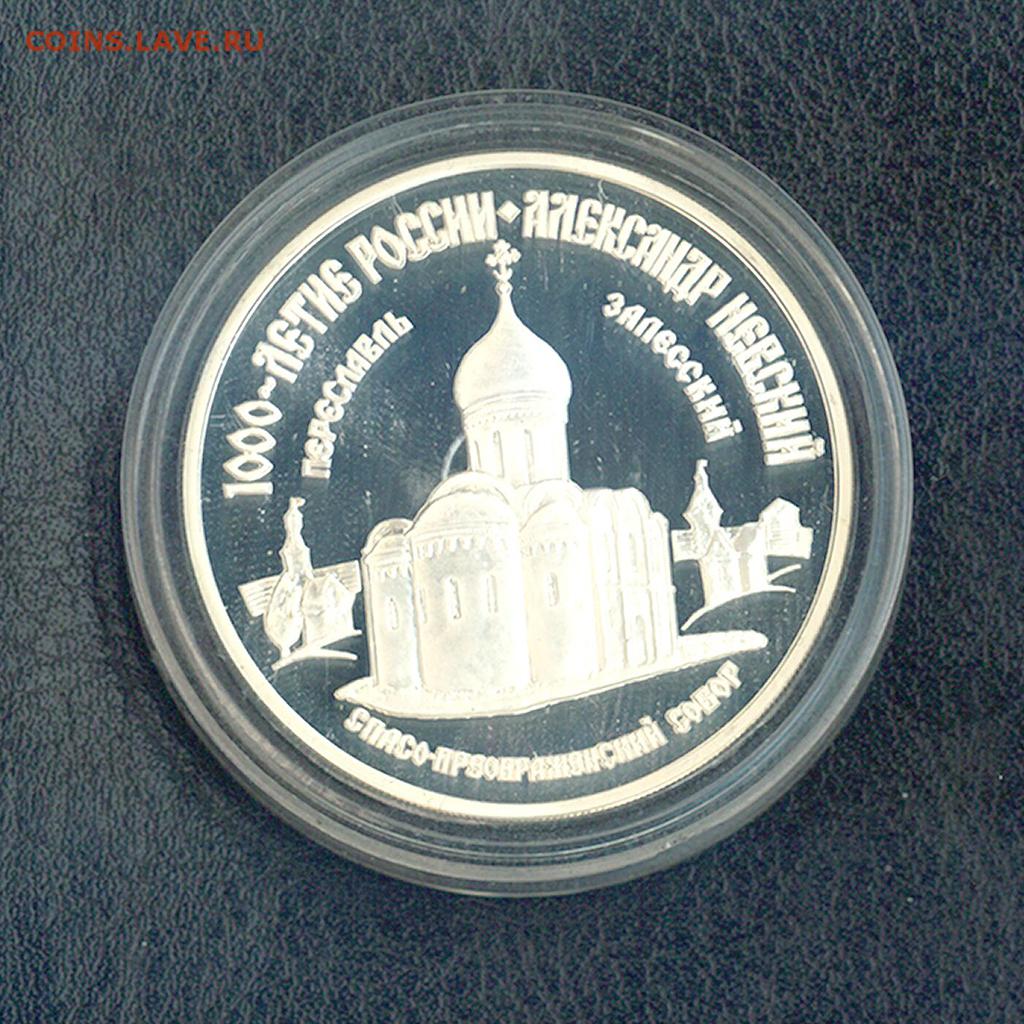 COINS.LAVE.RU
1000-ЛЕТИЕ РОССИИ · АЛЕКСАНДР НЕВСКИЙ
ПЕРЕСЛАВЛЬ
ЗАЛЕССКИЙ
СПАСО-ПРЕОБРАЖЕНСКИЙ СОБОР